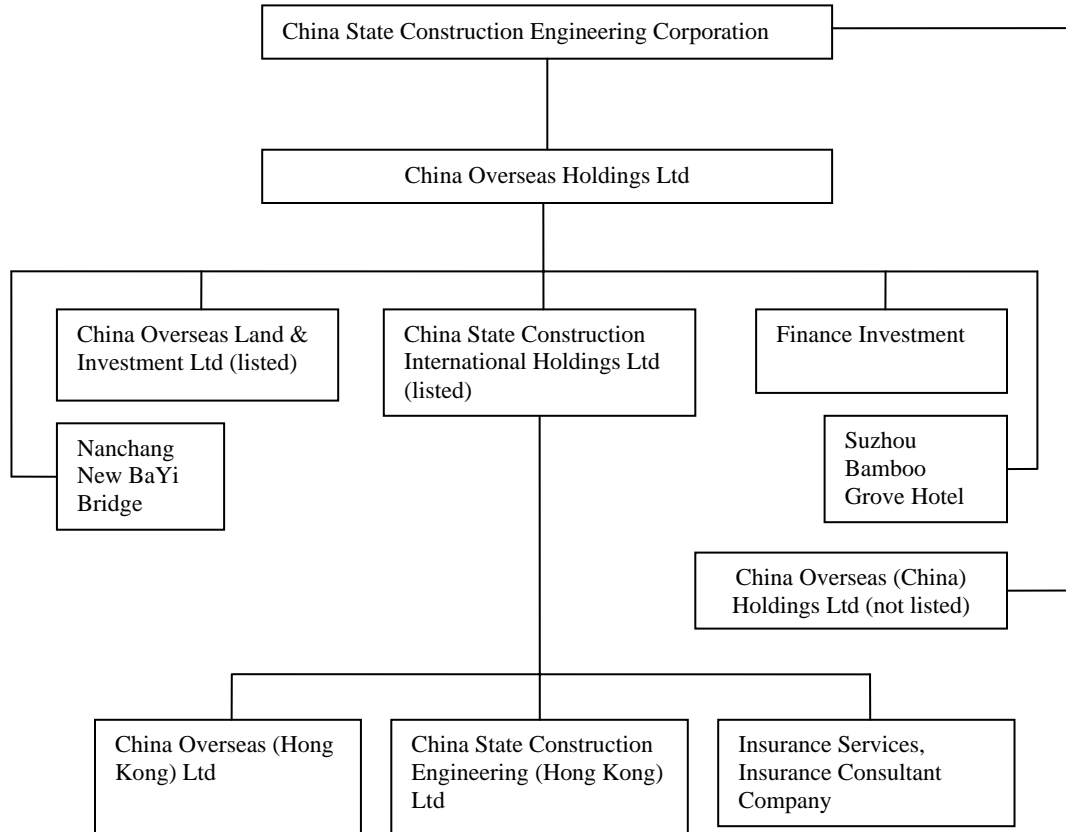 China State Construction Engineering Corporation
China Overseas Holdings Ltd
China Overseas Land &
Investment Ltd (listed)
China State Construction
International Holdings Ltd
(listed)
Finance Investment
Nanchang
New BaYi
Bridge
Suzhou
Bamboo
Grove Hotel
China Overseas (China)
Holdings Ltd (not listed)
China Overseas (Hong
Kong) Ltd
China State Construction
Engineering (Hong Kong)
Ltd
Insurance Services,
Insurance Consultant
Company